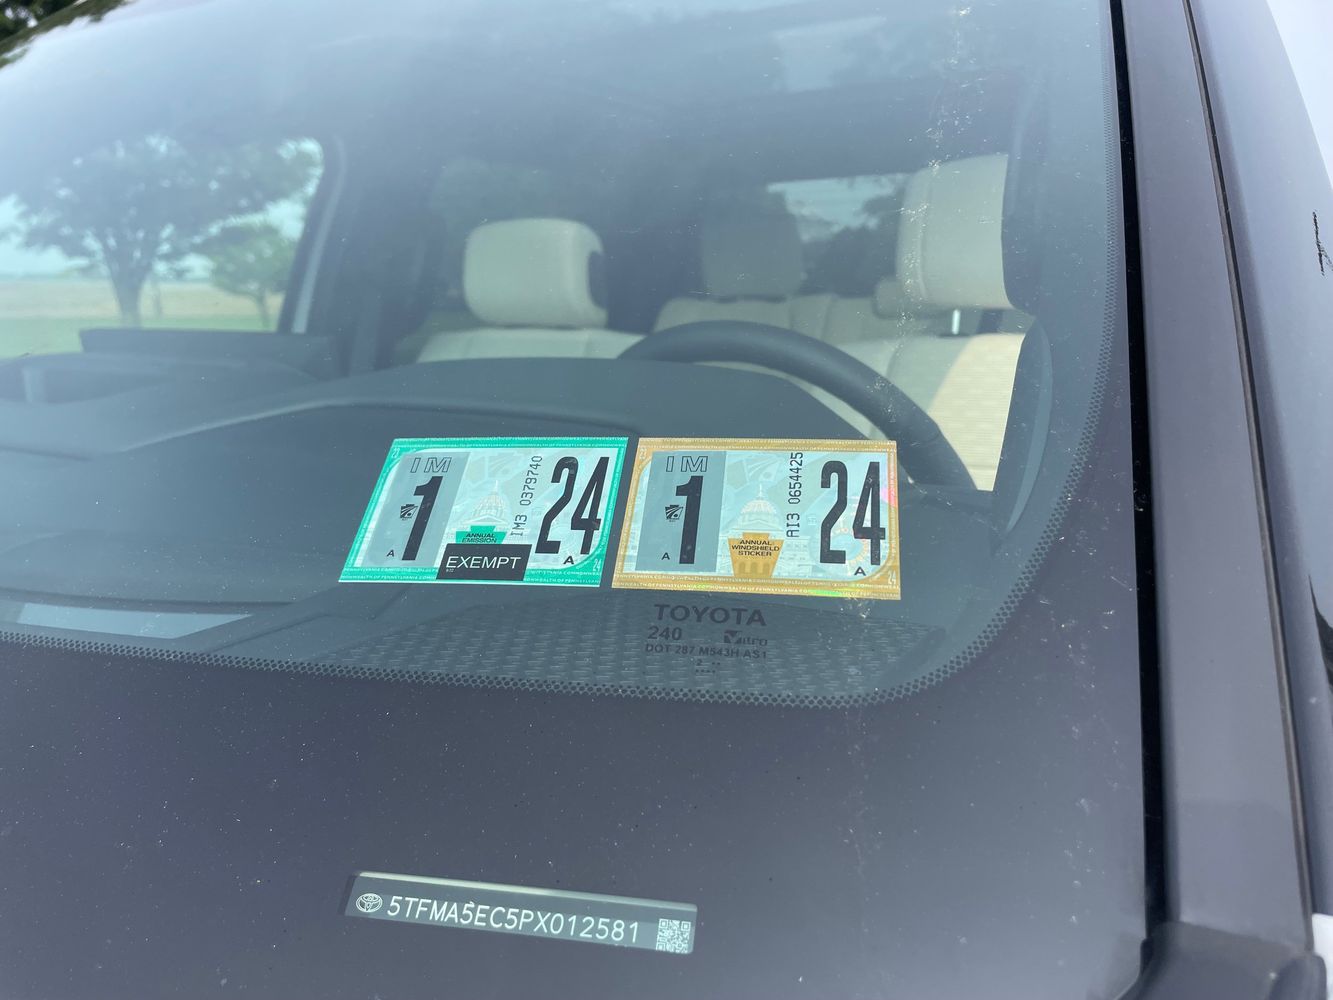 IM
1
A
IM3 0379740
24
A
ANNUAL
EMISSION
EXEMPT
IM
1
A
AI3 0654425
24
A
ANNUAL
WINDSHIELD
STICKER
TOYOTA
240
DOT 287 M543H AS1
2
5TFMA5EC5PX012581